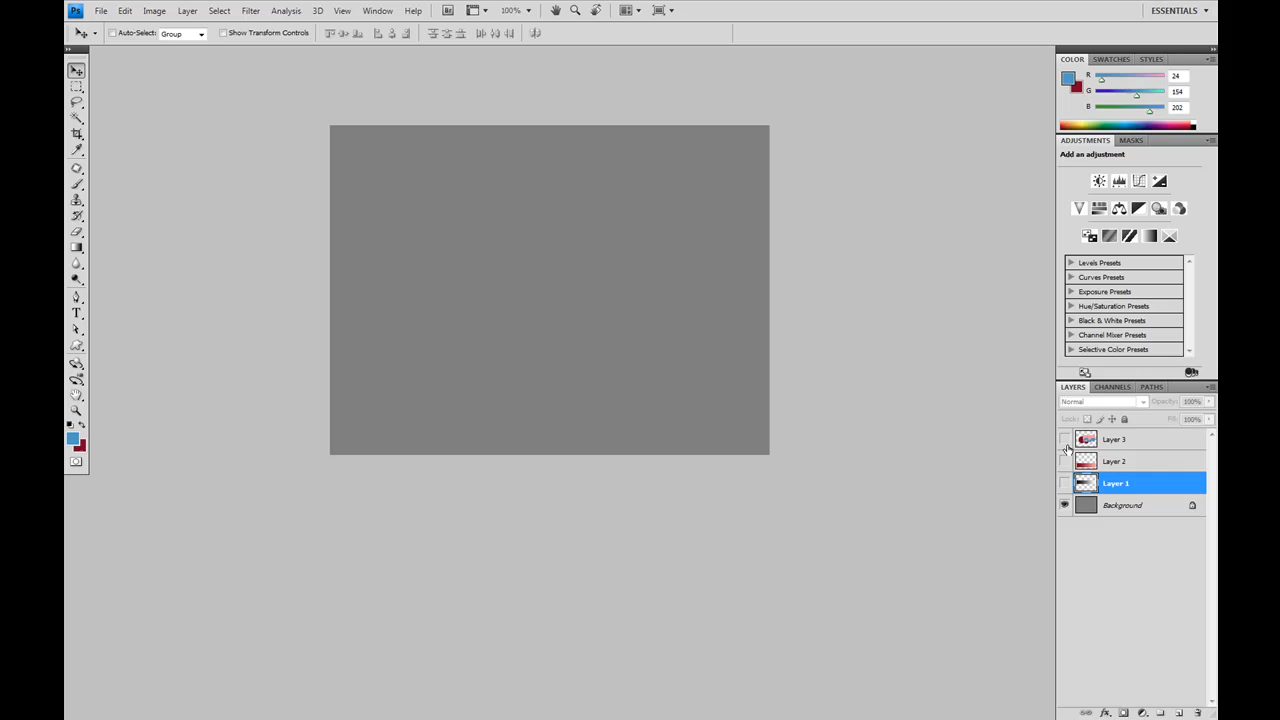 Ps File Edit Image Layer Select Filter Analysis 3D View Window Help Br 100% ESSENTIALS
Auto-Select: Group Show Transform Controls
COLOR SWATCHES STYLES
R 24
G 154
B 202
ADJUSTMENTS MASKS
Add an adjustment
Levels Presets
Curves Presets
Exposure Presets
Hue/Saturation Presets
Black & White Presets
Channel Mixer Presets
Selective Color Presets
LAYERS CHANNELS PATHS
Normal Opacity: 100%
Lock: Fill: 100%
Layer 3
Layer 2
Layer 1
Background